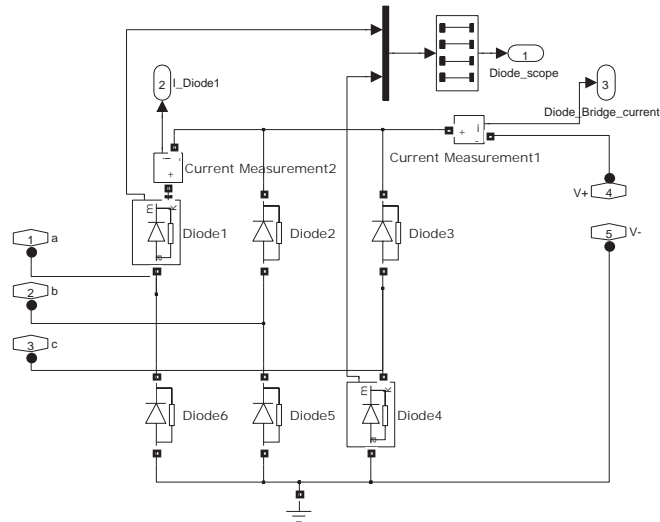 1
Diode_scope
2
I_Diode1
3
Diode_Bridge_current
i
+
-
Current Measurement2
+
i
-
Current Measurement1
V+
4
m
k
a
Diode1
Diode2
Diode3
1
a
5
V-
2
b
3
c
m
k
a
Diode6
Diode5
Diode4